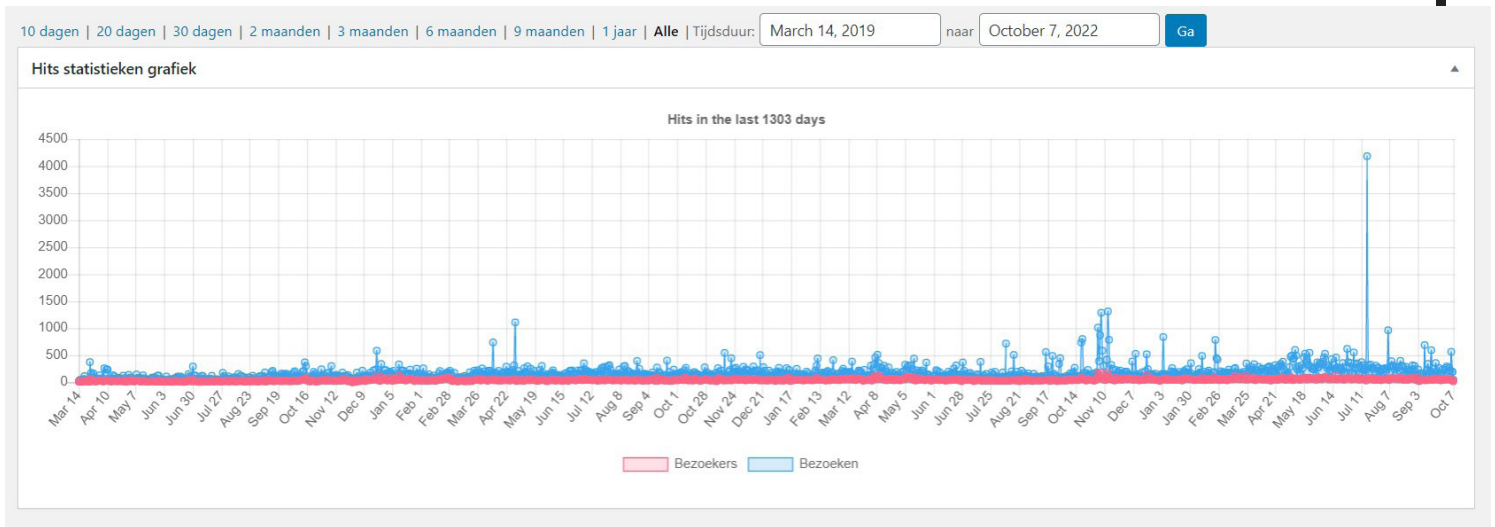 10 dagen | 20 dagen | 30 dagen | 2 maanden | 3 maanden | 6 maanden | 9 maanden | 1 jaar | Alle | Tijdsduur: March 14, 2019 naar October 7, 2022 Ga
Hits statistieken grafiek
Hits in the last 1303 days
4500
4000
3500
3000
2500
2000
1500
1000
500
0
Mar 14 Apr 10 May 7 Jun 3 Jun 30 Jul 27 Aug 23 Sep 19 Oct 16 Nov 12 Dec 9 Jan 5 Feb 1 Feb 28 Mar 26 Apr 22 May 19 Jun 15 Jul 12 Aug 8 Sep 4 Oct 1 Oct 28 Nov 24 Dec 21 Jan 17 Feb 13 Mar 12 Apr 8 May 5 Jun 1 Jun 28 Jul 25 Aug 21 Sep 17 Oct 14 Nov 10 Dec 7 Jan 3 Jan 30 Feb 26 Mar 25 Apr 21 May 18 Jun 14 Jul 11 Aug 7 Sep 3 Oct 7
Bezoekers Bezoeken